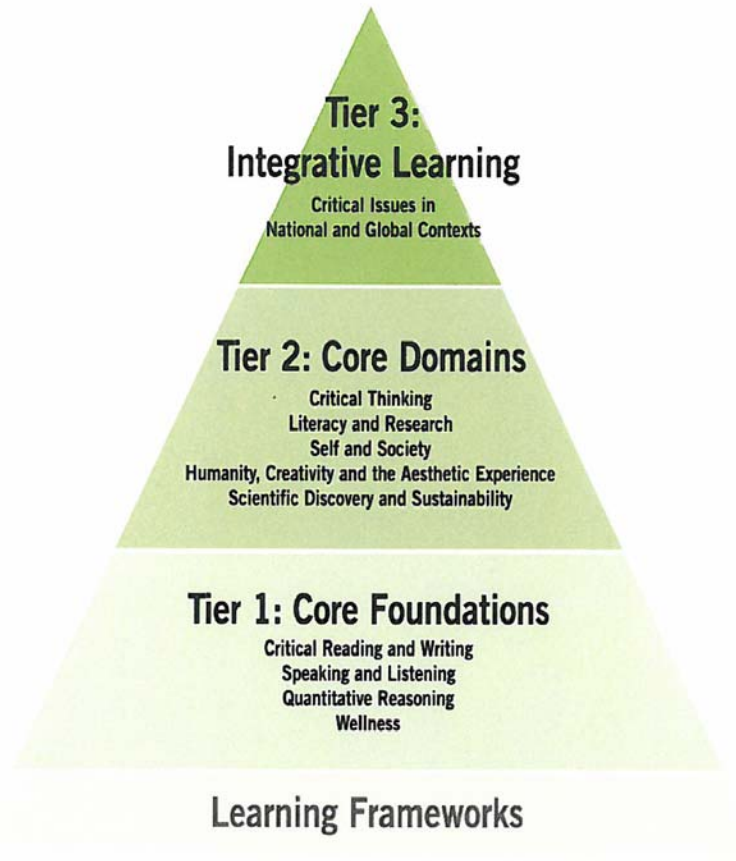 Tier 3:
Integrative Learning
Critical Issues in
National and Global Contexts
Tier 2: Core Domains
Critical Thinking
Literacy and Research
Self and Society
Humanity, Creativity and the Aesthetic Experience
Scientific Discovery and Sustainability
Tier 1: Core Foundations
Critical Reading and Writing
Speaking and Listening
Quantitative Reasoning
Wellness
Learning Frameworks